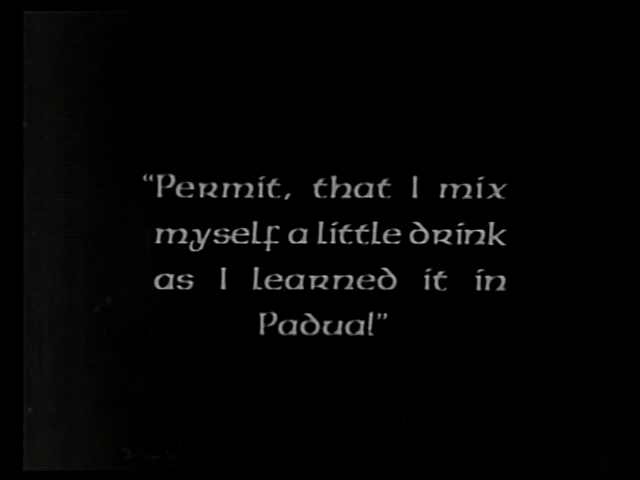 “Permit, that I mix
myself a little drink
as I learned it in
Padua!”